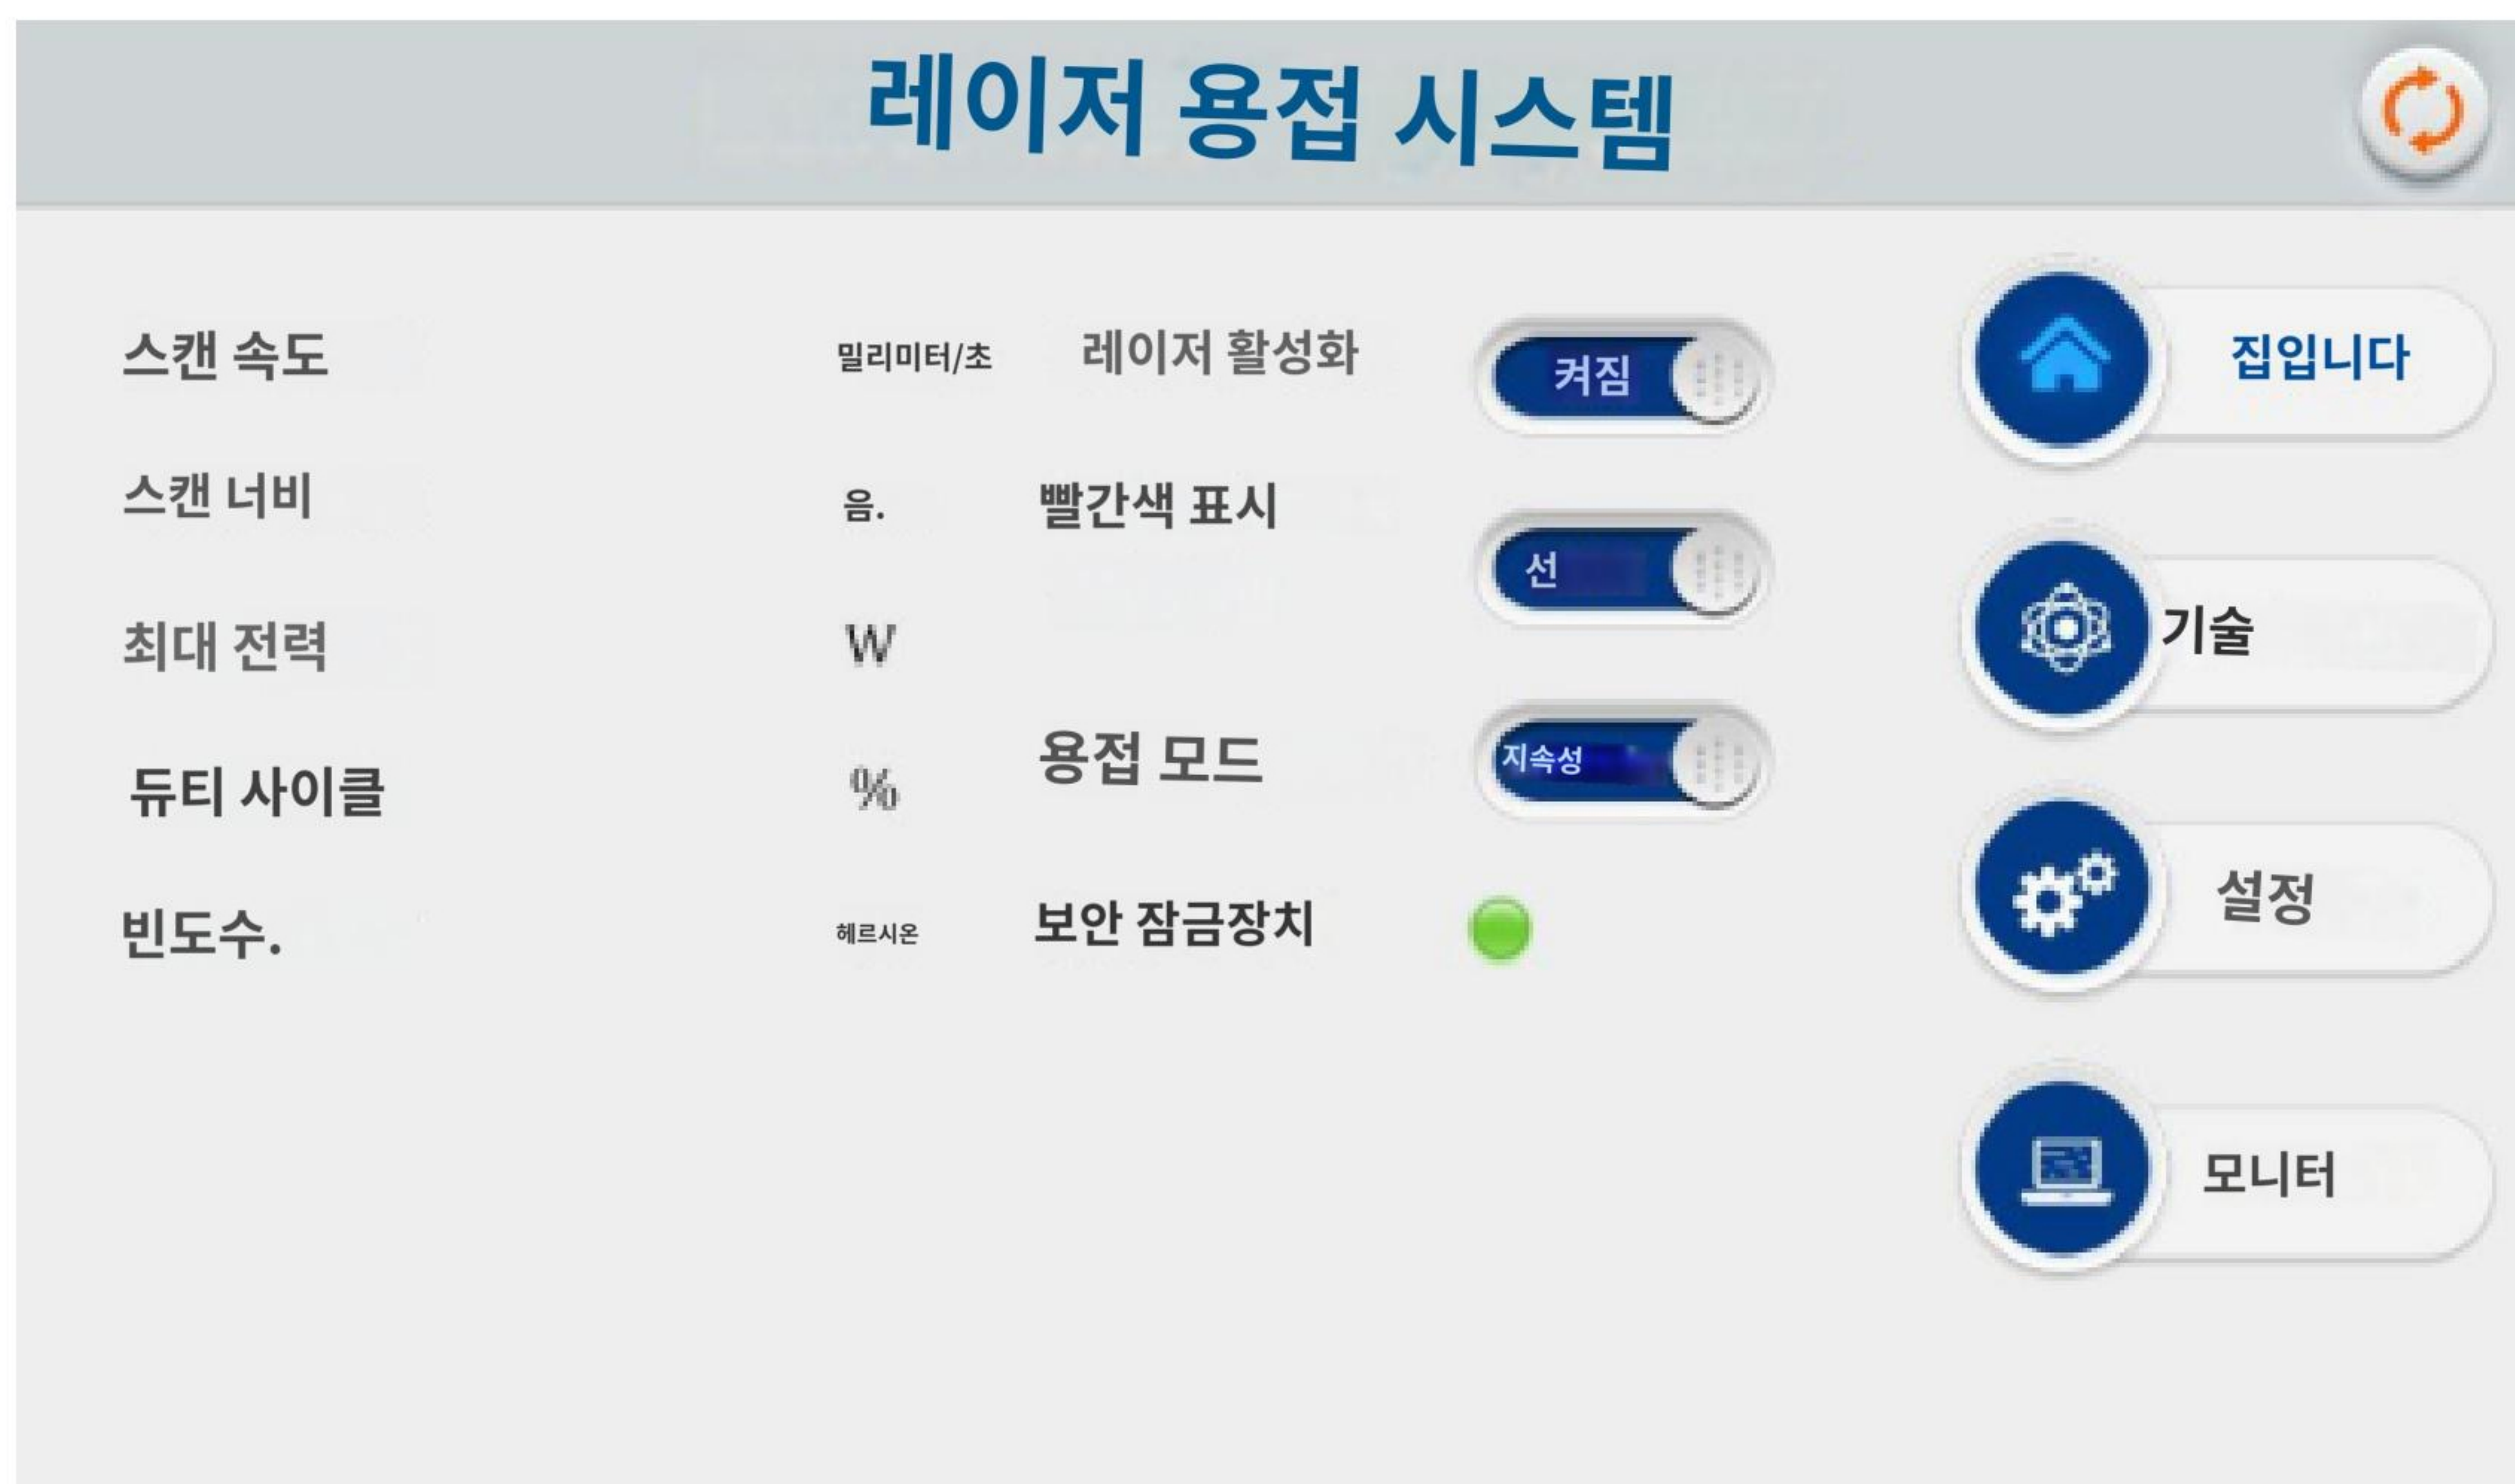 레이저 용접 시스템
스캔 속도 밀리미터/초 레이저 활성화 켜짐 집입니다
스캔 너비 음. 빨간색 표시 선
최대 전력 W 기술
듀티 사이클 % 용접 모드 지속성
빈도수. 헤르시온 보안 잠금장치 설정
모니터